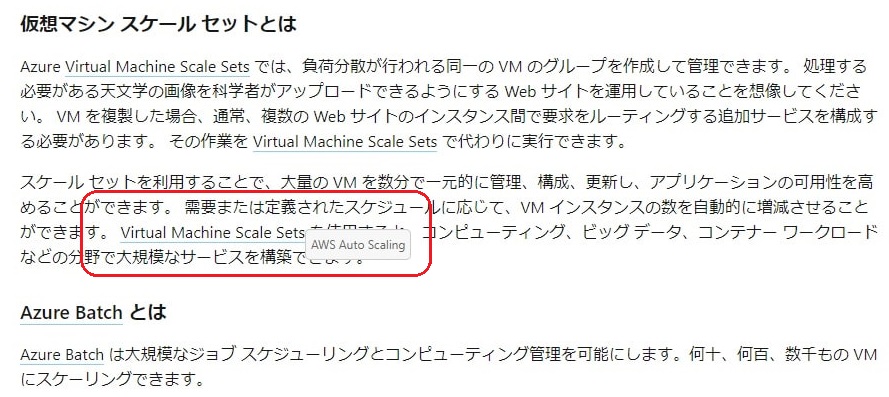 仮想マシン スケール セットとは
Azure Virtual Machine Scale Sets では、負荷分散が行われる同一の VM のグループを作成して管理できます。 処理する
必要がある天文学の画像を科学者がアップロードできるようにする Web サイトを運用していることを想像してくださ
い。 VM を複製した場合、通常、複数の Web サイトのインスタンス間で要求をルーティングする追加サービスを構成す
る必要があります。 その作業を Virtual Machine Scale Sets で代わりに実行できます。
スケール セットを利用することで、大量の VM を数分で一元的に管理、構成、更新し、アプリケーションの可用性を高
めることができます。 需要または定義されたスケジュールに応じて、VM インスタンスの数を自動的に増減させること
ができます。 Virtual Machine Scale Sets を使用すると、コンピューティング、ビッグ データ、コンテナー ワークロード
AWS Auto Scaling
などの分野で大規模なサービスを構築できます。
Azure Batch とは
Azure Batch は大規模なジョブ スケジューリングとコンピューティング管理を可能にします。何十、何百、数千もの VM
にスケーリングできます。